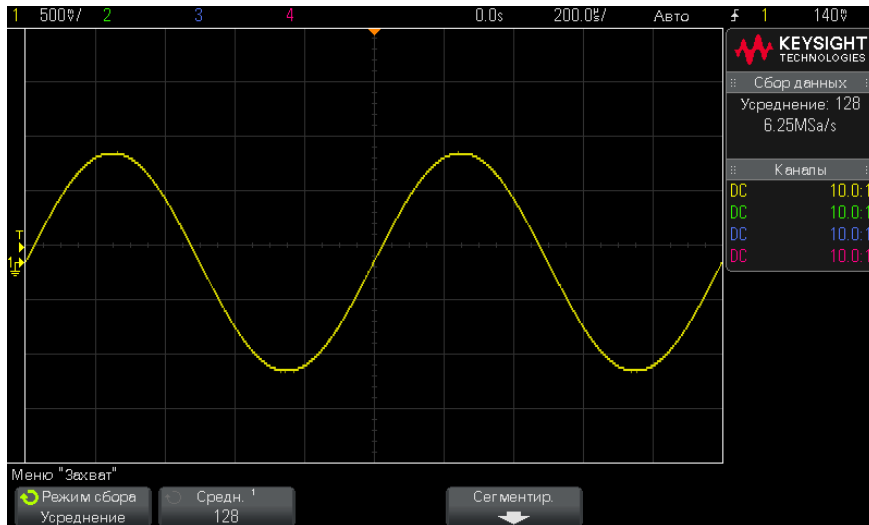 1 500㎷/ 2 3 4 0.0s 200.0㎲/ Авто 1 140㎷
KEYSIGHT
TECHNOLOGIES
Сбор данных
Усреднение: 128
6.25MSa/s
Каналы
DC 10.0:1
DC 10.0:1
DC 10.0:1
DC 10.0:1
T
1
Меню "Захват"
Режим сбора
Усреднение
Средн. 1
128
Сегментир.